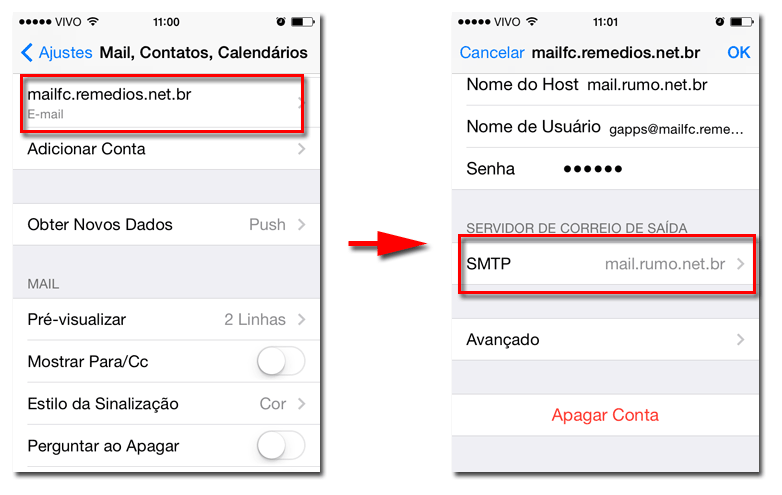 VIVO 11:00
Ajustes Mail, Contatos, Calendários
mailfc.remedios.net.br
E-mail
Adicionar Conta
Obter Novos Dados Push
MAIL
Pré-visualizar 2 Linhas
Mostrar Para/Cc
Estilo da Sinalização Cor
Perguntar ao Apagar
VIVO 11:01
Cancelar mailfc.remedios.net.br OK
Nome do Host mail.rumo.net.br
Nome de Usuário gapps@mailfc.reme...
Senha ●●●●●●
SERVIDOR DE CORREIO DE SAÍDA
SMTP mail.rumo.net.br
Avançado
Apagar Conta